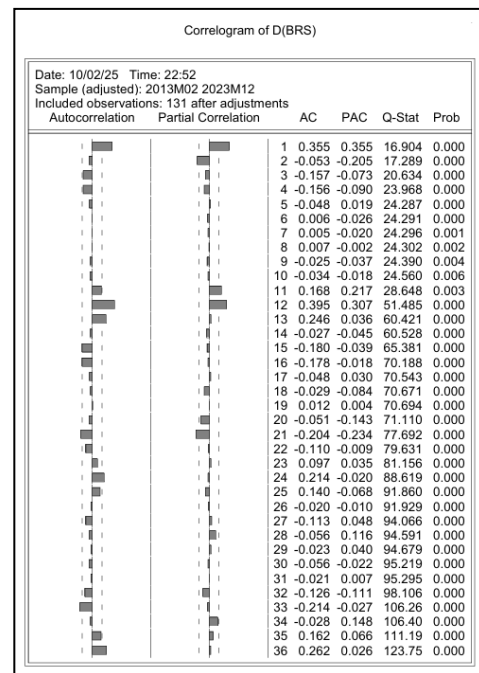 Correlogram of D(BRS)
Date: 10/02/25 Time: 22:52
Sample (adjusted): 2013M02 2023M12
Included observations: 131 after adjustments
Autocorrelation Partial Correlation AC PAC Q-Stat Prob
1 0.355 0.355 16.904 0.000
2 -0.053 -0.205 17.289 0.000
3 -0.157 -0.073 20.634 0.000
4 -0.156 -0.090 23.968 0.000
5 -0.048 0.019 24.287 0.000
6 0.006 -0.026 24.291 0.000
7 0.005 -0.020 24.296 0.001
8 0.007 -0.002 24.302 0.002
9 -0.025 -0.037 24.390 0.004
10 -0.034 -0.018 24.560 0.006
11 0.168 0.217 28.648 0.003
12 0.395 0.307 51.485 0.000
13 0.246 0.036 60.421 0.000
14 -0.027 -0.045 60.528 0.000
15 -0.180 -0.039 65.381 0.000
16 -0.178 -0.018 70.188 0.000
17 -0.048 0.030 70.543 0.000
18 -0.029 -0.084 70.671 0.000
19 0.012 0.004 70.694 0.000
20 -0.051 -0.143 71.110 0.000
21 -0.204 -0.234 77.692 0.000
22 -0.110 -0.009 79.631 0.000
23 0.097 0.035 81.156 0.000
24 0.214 -0.020 88.619 0.000
25 0.140 -0.068 91.860 0.000
26 -0.020 -0.010 91.929 0.000
27 -0.113 0.048 94.066 0.000
28 -0.056 0.116 94.591 0.000
29 -0.023 0.040 94.679 0.000
30 -0.056 -0.022 95.219 0.000
31 -0.021 0.007 95.295 0.000
32 -0.126 -0.111 98.106 0.000
33 -0.214 -0.027 106.26 0.000
34 -0.028 0.148 106.40 0.000
35 0.162 0.066 111.19 0.000
36 0.262 0.026 123.75 0.000